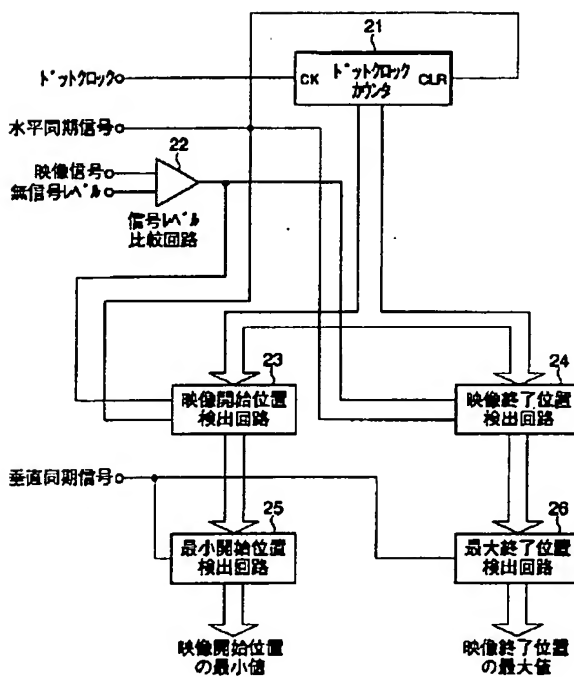 21
ドットクロック
CK
ドットクロック
カウンタ
CLR
水平同期信号
映像信号
無信号レベル
22
信号レベル
比較回路
23
映像開始位置
検出回路
24
映像終了位置
検出回路
垂直同期信号
25
最小開始位置
検出回路
26
最大終了位置
検出回路
映像開始位置
の最小値
映像終了位置
の最大値